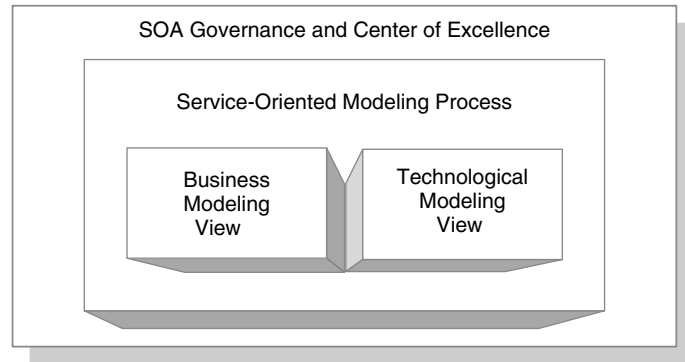 SOA Governance and Center of Excellence
Service-Oriented Modeling Process
Business
Modeling
View
Technological
Modeling
View